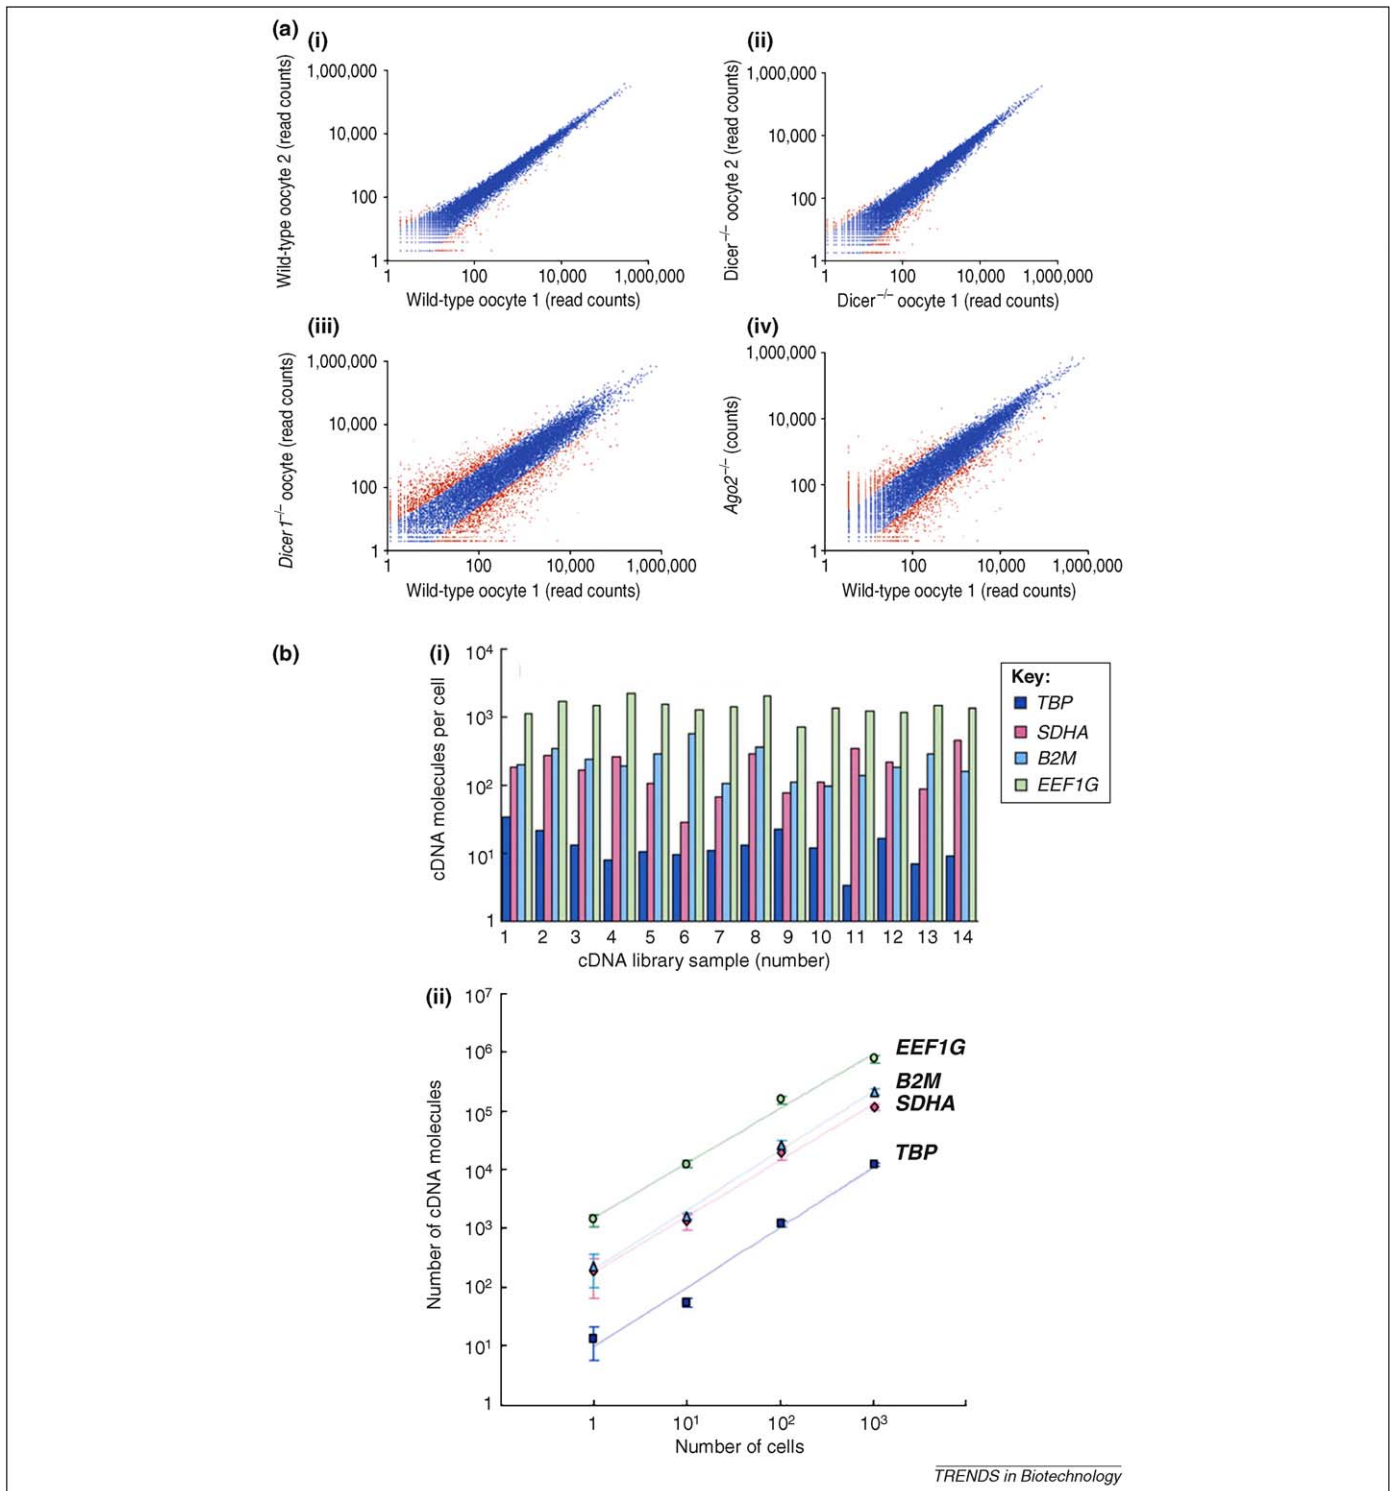 (a)
(i)
Wild-type oocyte 2 (read counts)
1,000,000
10,000
100
1
1 100 10,000 1,000,000
Wild-type oocyte 1 (read counts)
(ii)
Dicer⁻/⁻ oocyte 2 (read counts)
1,000,000
10,000
100
1
1 100 10,000 1,000,000
Dicer⁻/⁻ oocyte 1 (read counts)
(iii)
Dicer1⁻/⁻ oocyte (read counts)
1,000,000
10,000
100
1
1 100 10,000 1,000,000
Wild-type oocyte 1 (read counts)
(iv)
Ago2⁻/⁻ (counts)
1,000,000
10,000
100
1
1 100 10,000 1,000,000
Wild-type oocyte 1 (read counts)
(b)
(i)
cDNA molecules per cell
10⁴
10³
10²
10¹
1
1 2 3 4 5 6 7 8 9 10 11 12 13 14
cDNA library sample (number)
Key:
TBP
SDHA
B2M
EEF1G
(ii)
Number of cDNA molecules
10⁷
10⁶
10⁵
10⁴
10³
10²
10¹
1
EEF1G
B2M
SDHA
TBP
1 10¹ 10² 10³
Number of cells
TRENDS in Biotechnology